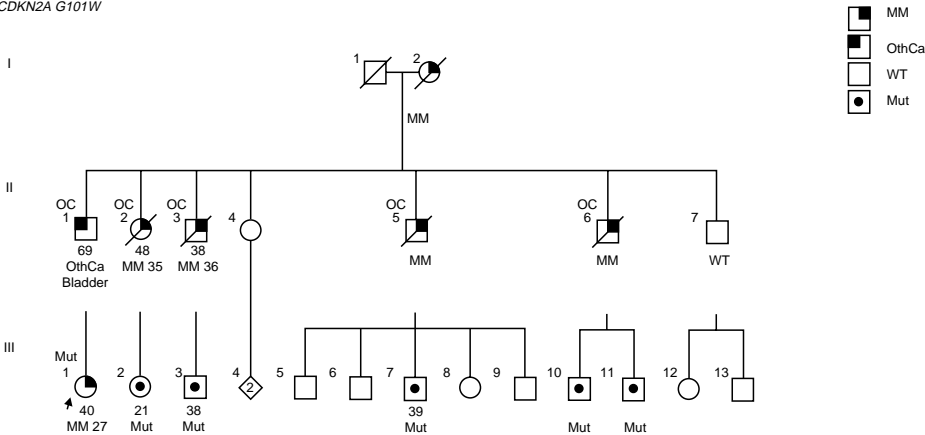 CDKN2A G101W
MM
OthCa
WT
Mut
I
1 2
MM
II
OC OC OC OC OC
1 2 3 4 5 6 7
69 48 38
OthCa MM 35 MM 36 MM MM WT
Bladder
III
Mut
1 2 3 4 5 6 7 8 9 10 11 12 13
2
40 21 38 39
MM 27 Mut Mut Mut Mut Mut